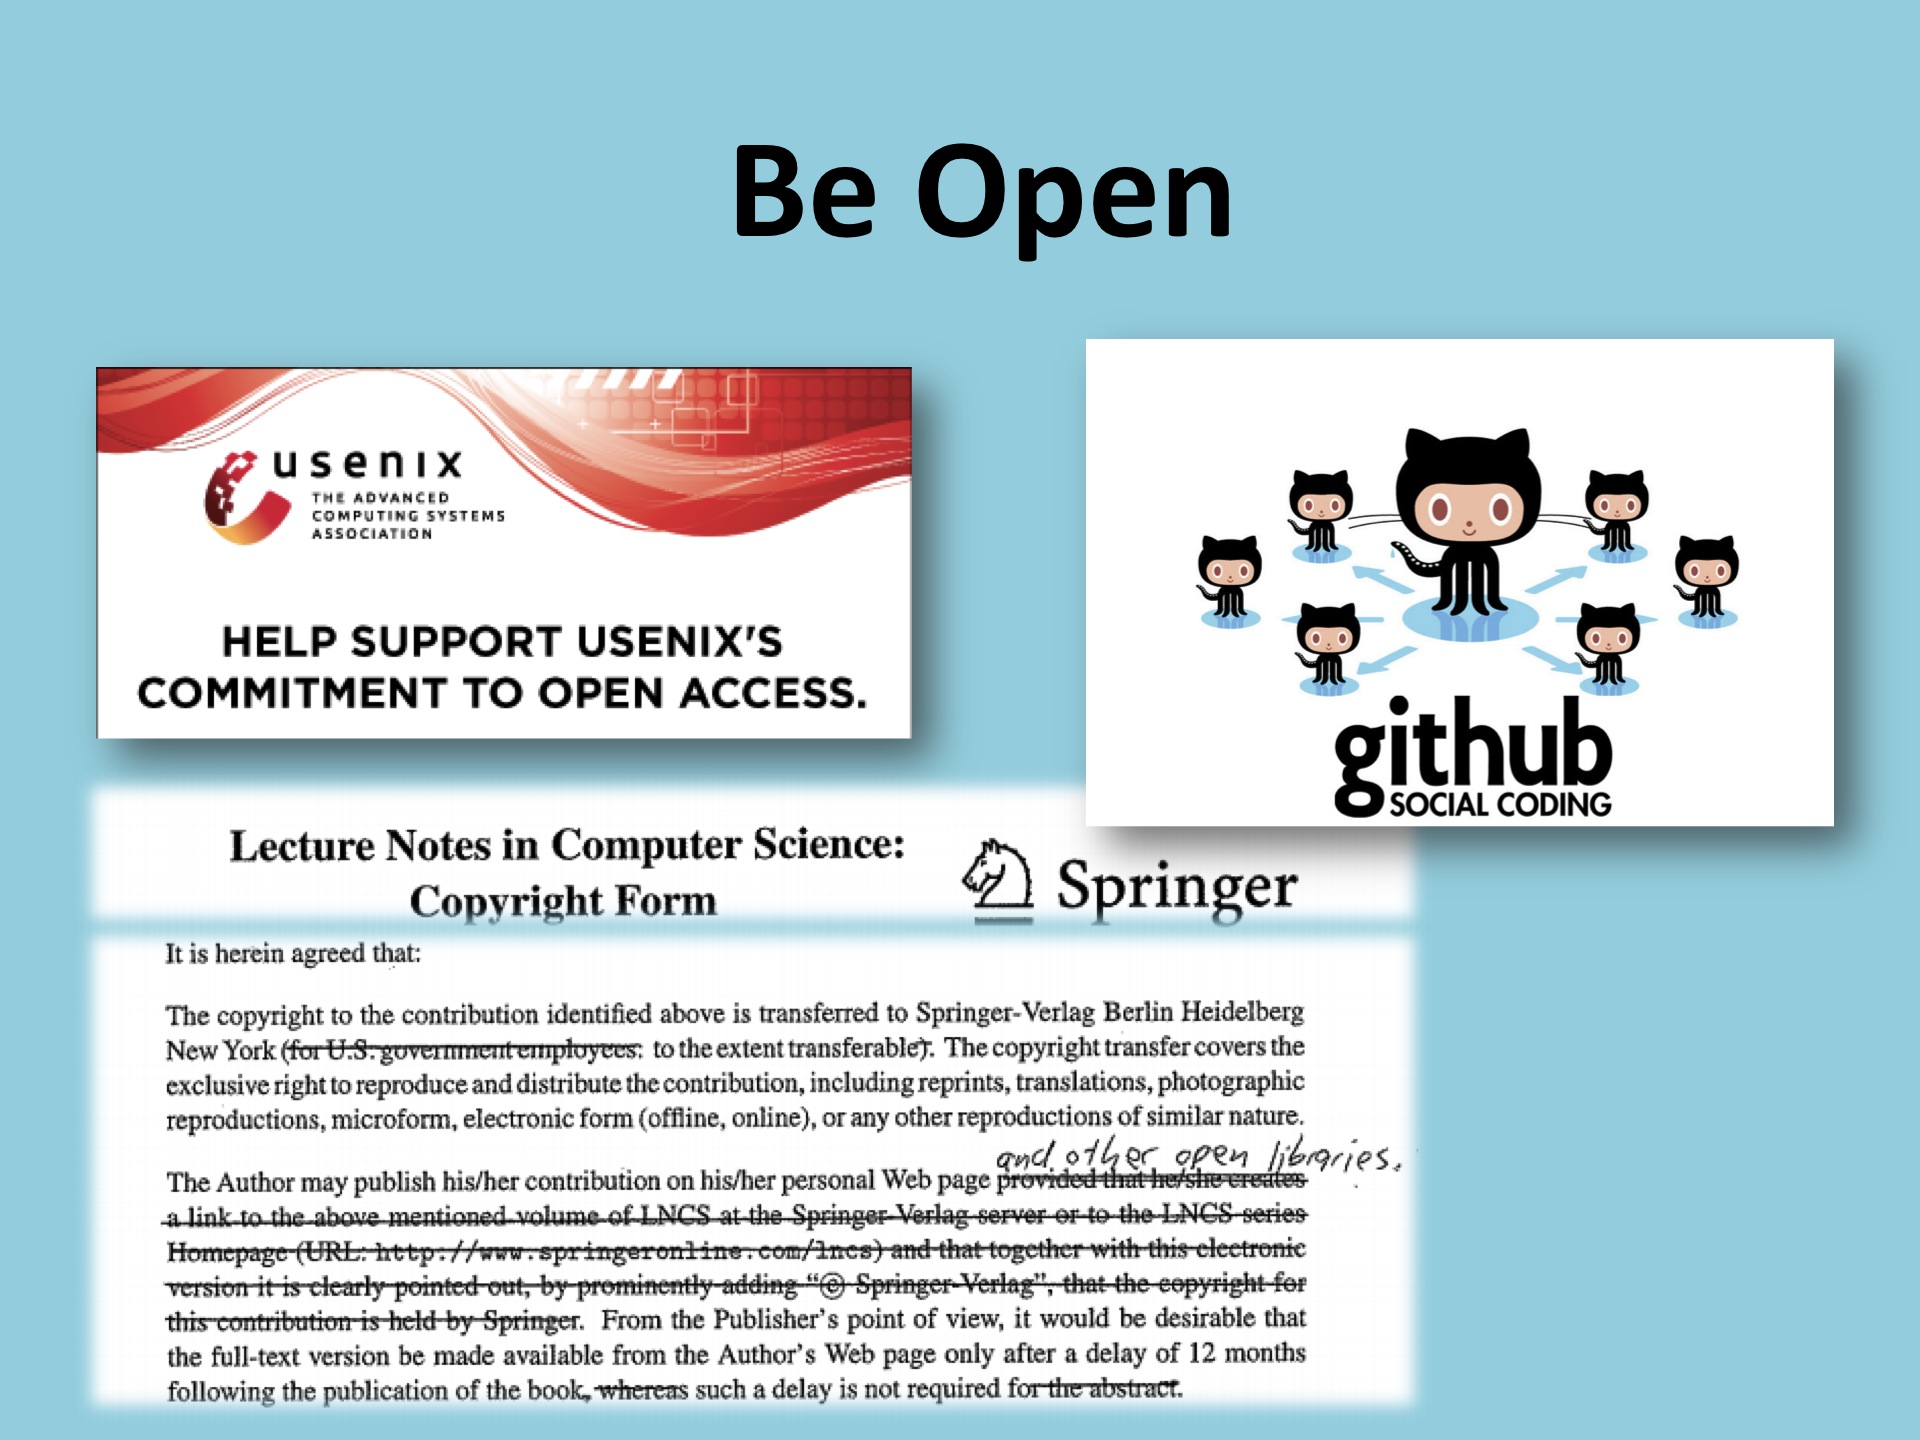 Be Open
usenix
THE ADVANCED
COMPUTING SYSTEMS
ASSOCIATION
HELP SUPPORT USENIX'S
COMMITMENT TO OPEN ACCESS.
github
SOCIAL CODING
Lecture Notes in Computer Science:
Copyright Form
Springer
It is herein agreed that:
The copyright to the contribution identified above is transferred to Springer-Verlag Berlin Heidelberg
New York (for U.S. government employees: to the extent transferable). The copyright transfer covers the
exclusive right to reproduce and distribute the contribution, including reprints, translations, photographic
reproductions, microform, electronic form (offline, online), or any other reproductions of similar nature.
and other open libraries.
The Author may publish his/her contribution on his/her personal Web page provided that he/she creates
a link to the above mentioned volume of LNCS at the Springer-Verlag server or to the LNCS series
Homepage (URL: http://www.springeronline.com/lncs) and that together with this electronic
version it is clearly pointed out, by prominently adding “© Springer-Verlag”, that the copyright for
this contribution is held by Springer. From the Publisher’s point of view, it would be desirable that
the full-text version be made available from the Author’s Web page only after a delay of 12 months
following the publication of the book, whereas such a delay is not required for the abstract.